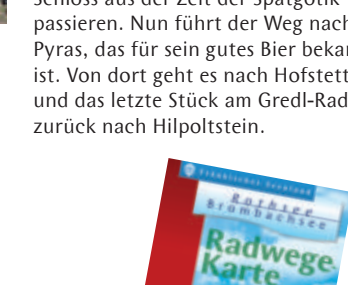 Schloss aus der Zeit der Spätgotik
passieren. Nun führt der Weg nach
Pyras, das für sein gutes Bier bekan
ist. Von dort geht es nach Hofstett
und das letzte Stück am Gredl-Rad
zurück nach Hilpoltstein.
Fränkisches Seenland
Rothsee
Brombachsee
Radwege-
Karte